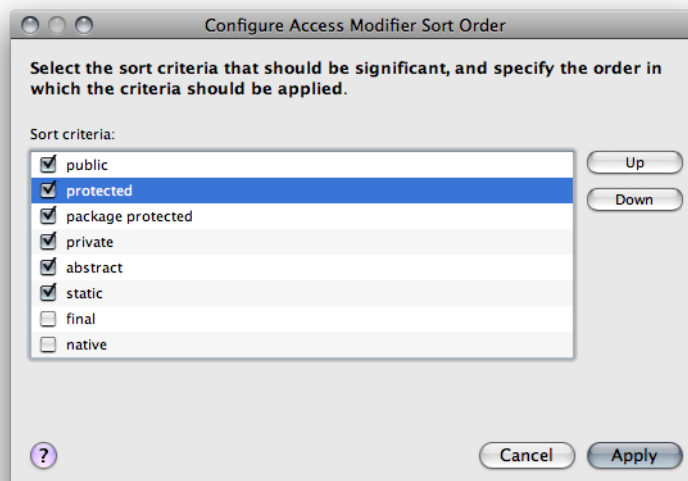 Configure Access Modifier Sort Order
Select the sort criteria that should be significant, and specify the order in
which the criteria should be applied.
Sort criteria:
public
protected
package protected
private
abstract
static
final
native
Up
Down
?
Cancel
Apply